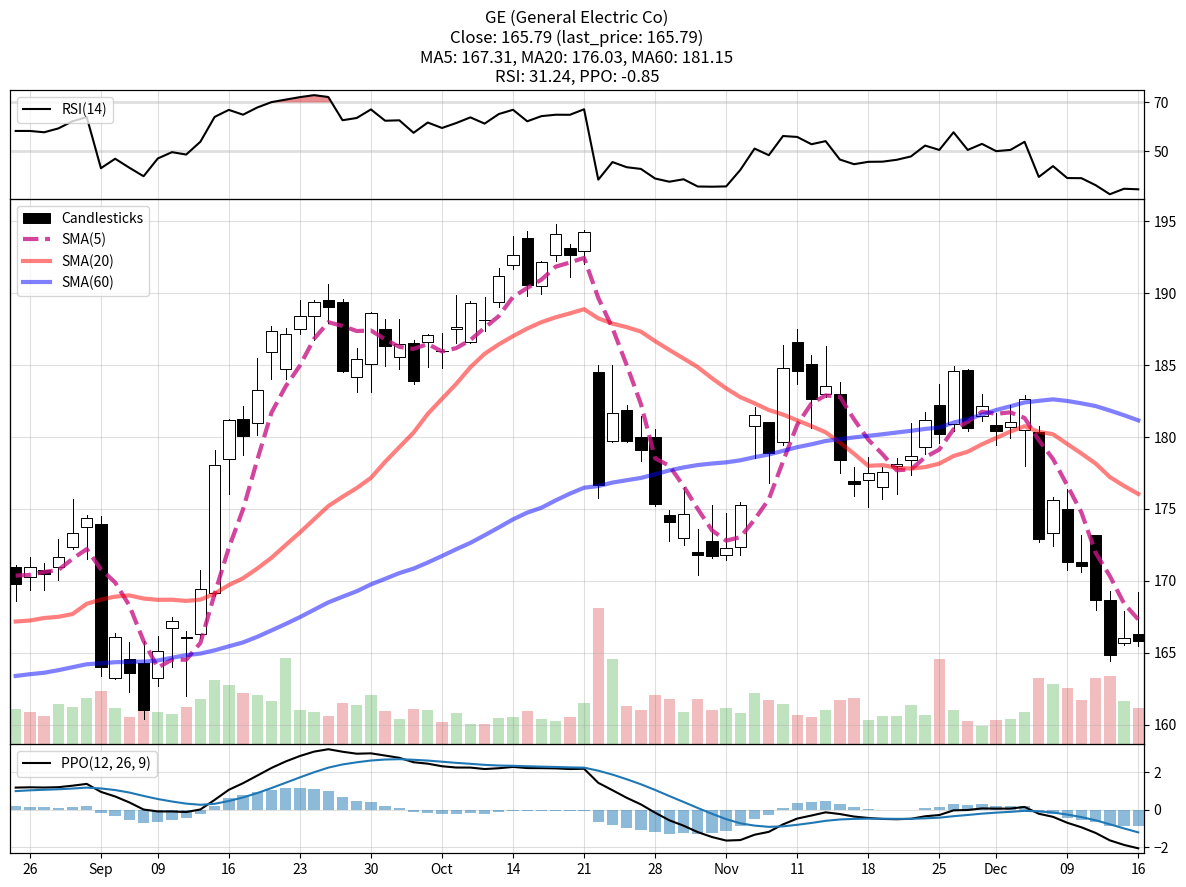 GE (General Electric Co)
Close: 165.79 (last_price: 165.79)
MA5: 167.31, MA20: 176.03, MA60: 181.15
RSI: 31.24, PPO: -0.85
RSI(14)
70
50
Candlesticks
SMA(5)
SMA(20)
SMA(60)
195
190
185
180
175
170
165
160
PPO(12, 26, 9)
2
0
−2
26 Sep 09 16 23 30 Oct 14 21 28 Nov 11 18 25 Dec 09 16